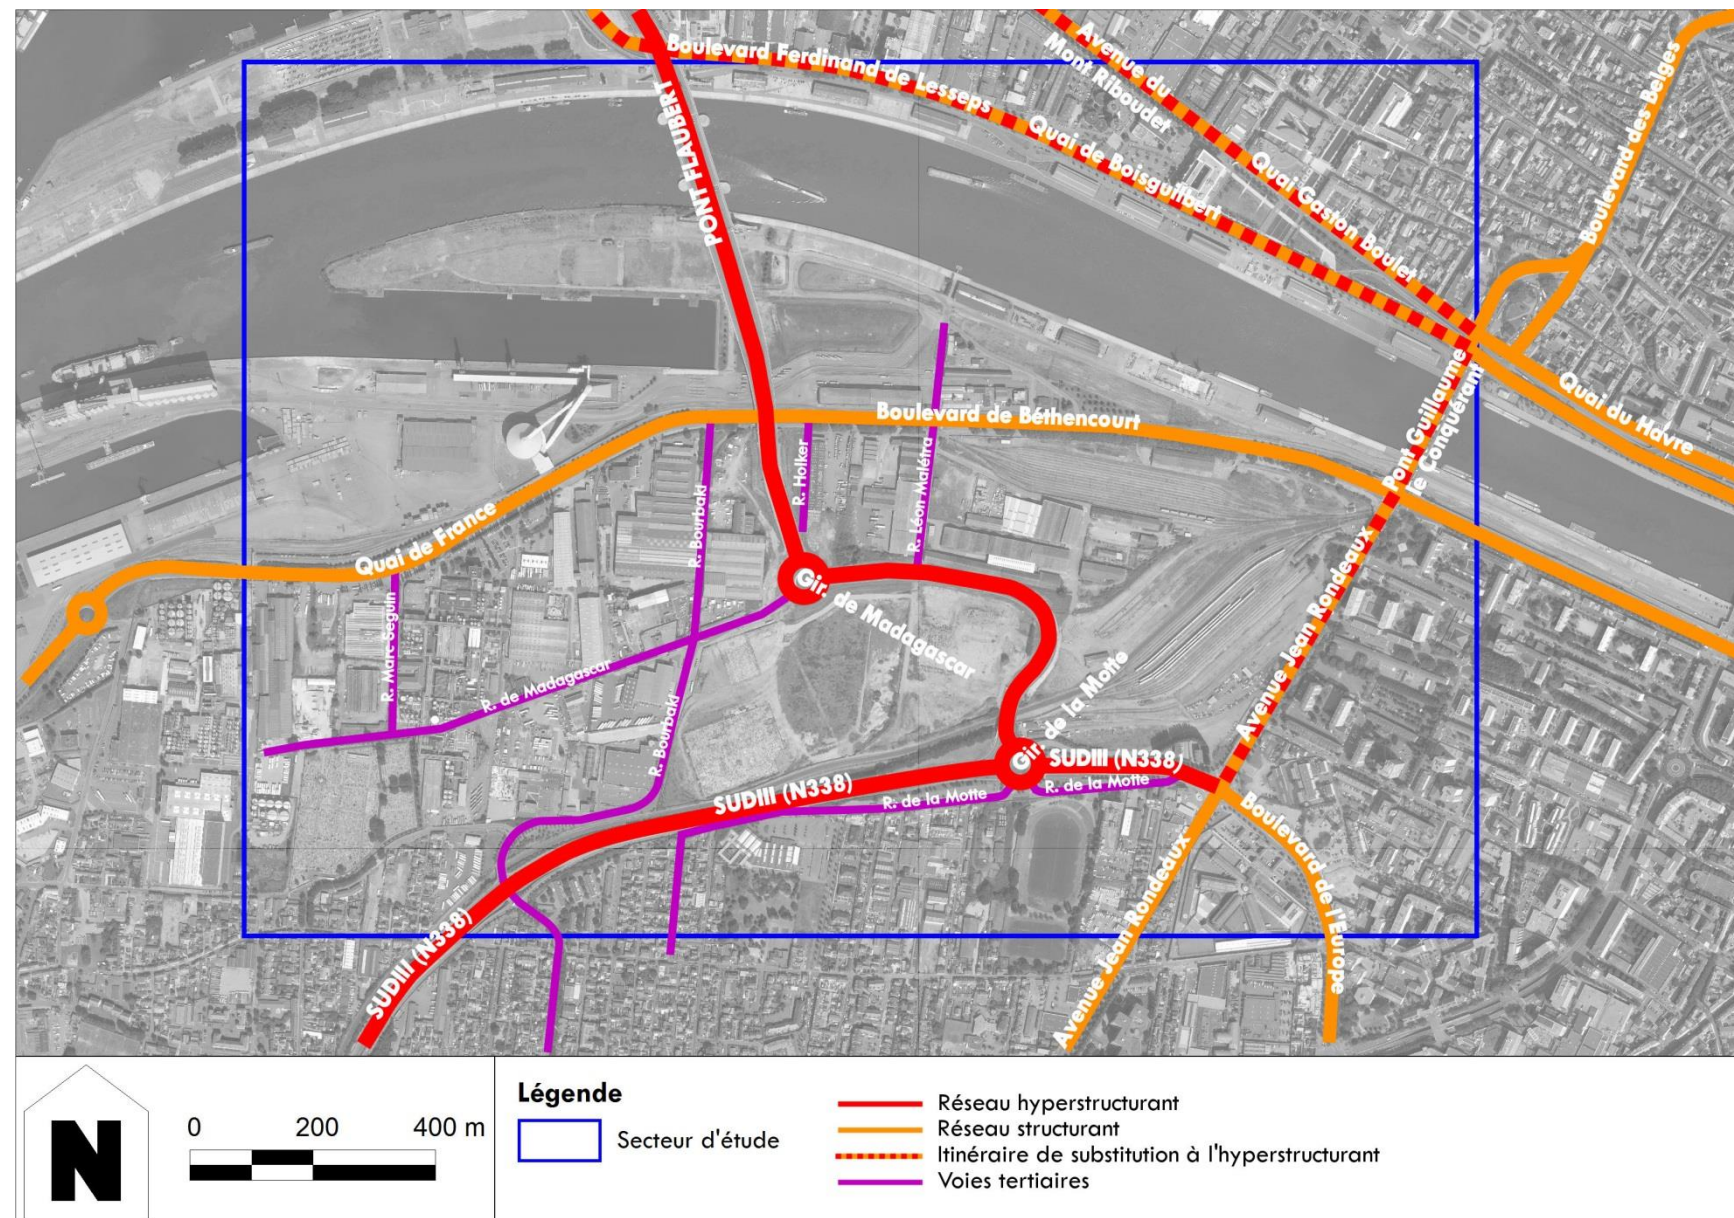 Boulevard Ferdinand de Lesseps
Avenue du
Mont Riboudet
Boulevard des Belges
PONT FLAUBERT
Quai de Boisguilbert
Quai Gaston Boulet
Quai du Havre
Pont Guillaume
le Conquérant
Boulevard de Béthencourt
R. Holker
R. Léon Malétra
R. Bourbaki
Quai de France
R. Marc Seguin
Gir. de Madagascar
R. de Madagascar
R. Bourbaki
Avenue Jean Rondeaux
Gir. de la Motte
SUDIII (N338)
SUDIII (N338)
R. de la Motte
R. de la Motte
Boulevard de l'Europe
Avenue Jean Rondeaux
SUDIII (N338)
N
0 200 400 m
Légende
Secteur d'étude
Réseau hyperstructurant
Réseau structurant
Itinéraire de substitution à l'hyperstructurant
Voies tertiaires